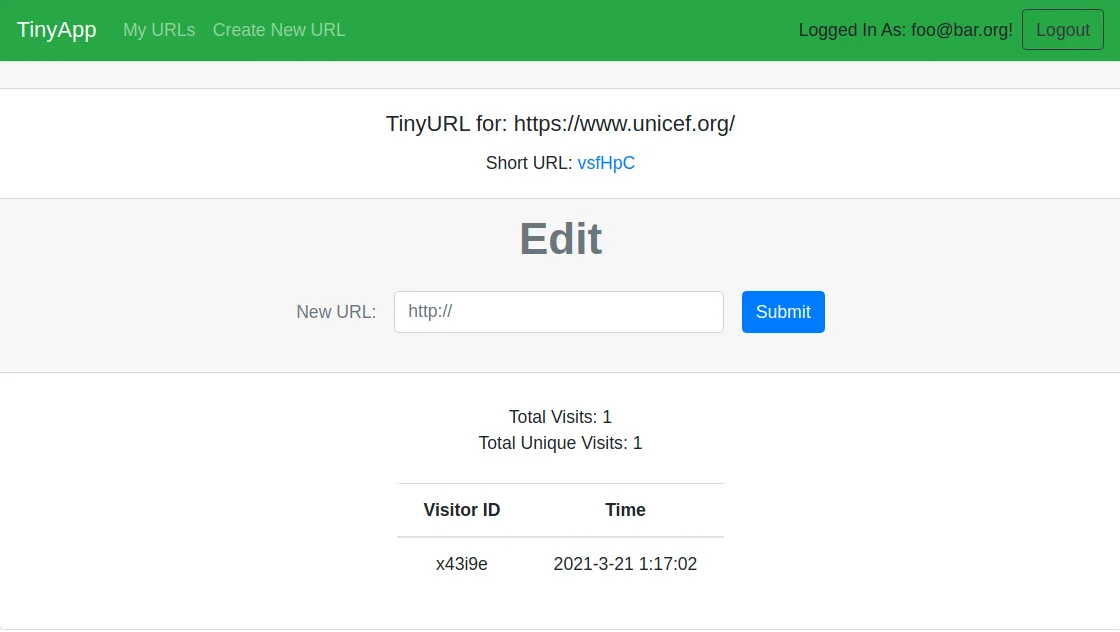 TinyApp My URLs Create New URL Logged In As: foo@bar.org! Logout
TinyURL for: https://www.unicef.org/
Short URL: vsfHpC
Edit
New URL: http:// Submit
Total Visits: 1
Total Unique Visits: 1
Visitor ID Time
x43i9e 2021-3-21 1:17:02